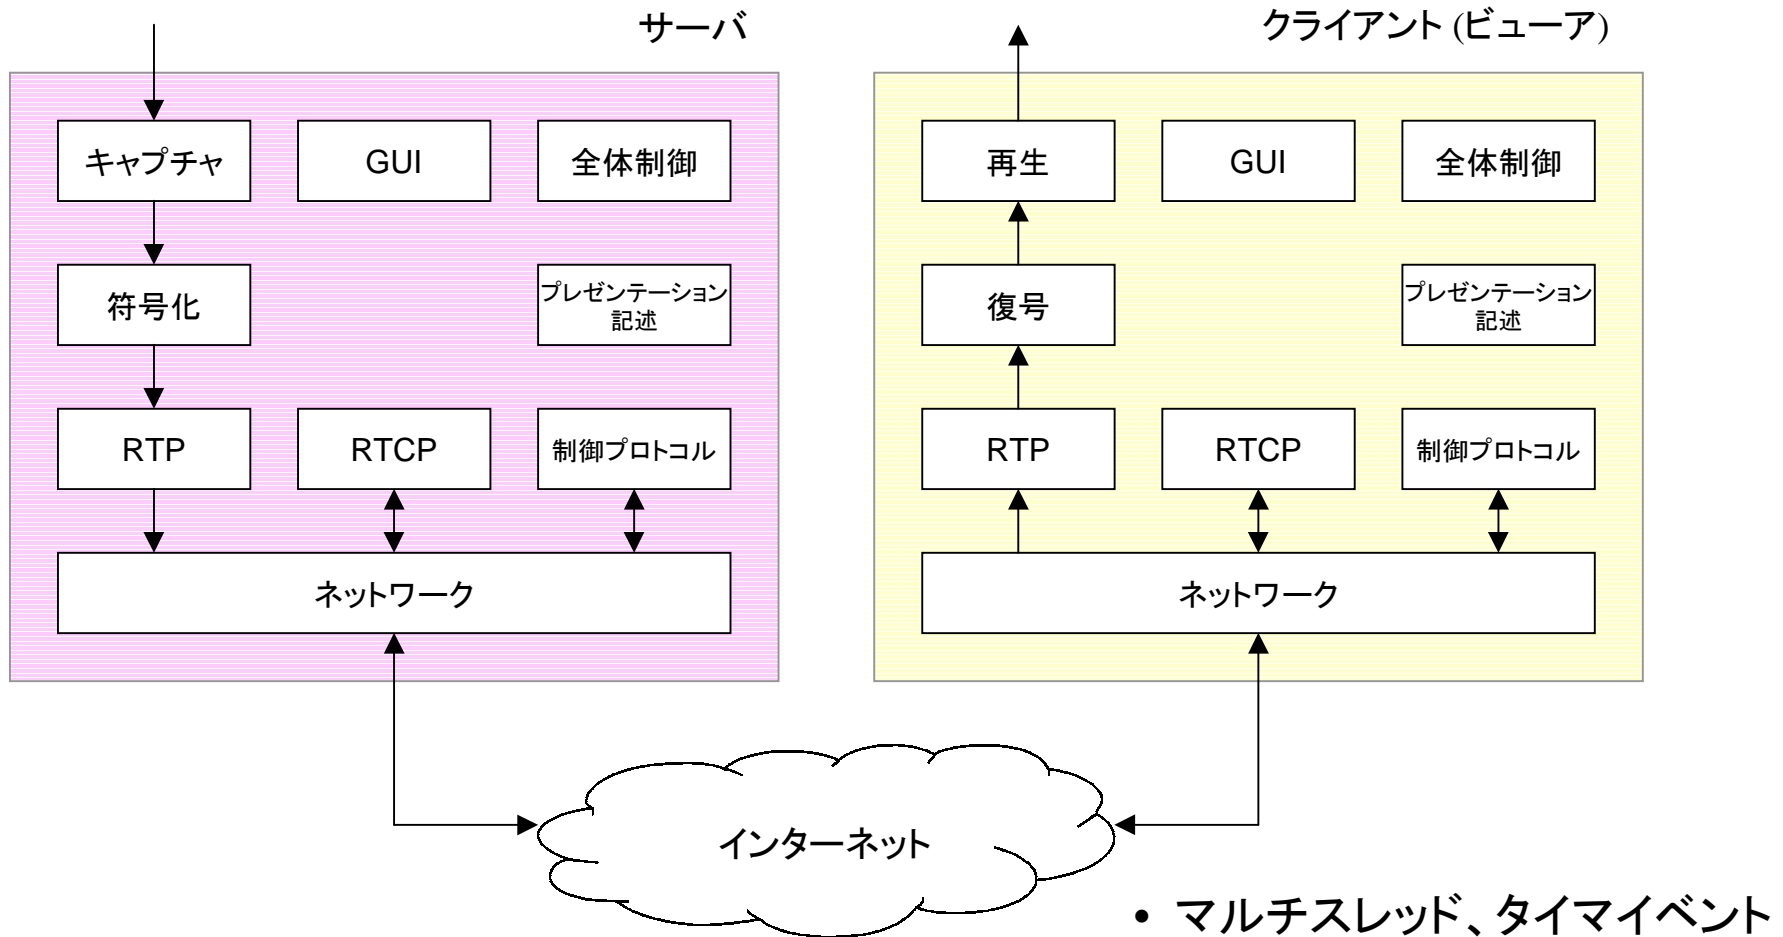 サーバ
クライアント (ビューア)
キャプチャ
GUI
全体制御
符号化
プレゼンテーション
記述
RTP
RTCP
制御プロトコル
ネットワーク
再生
GUI
全体制御
復号
プレゼンテーション
記述
RTP
RTCP
制御プロトコル
ネットワーク
インターネット
• マルチスレッド、タイマイベント